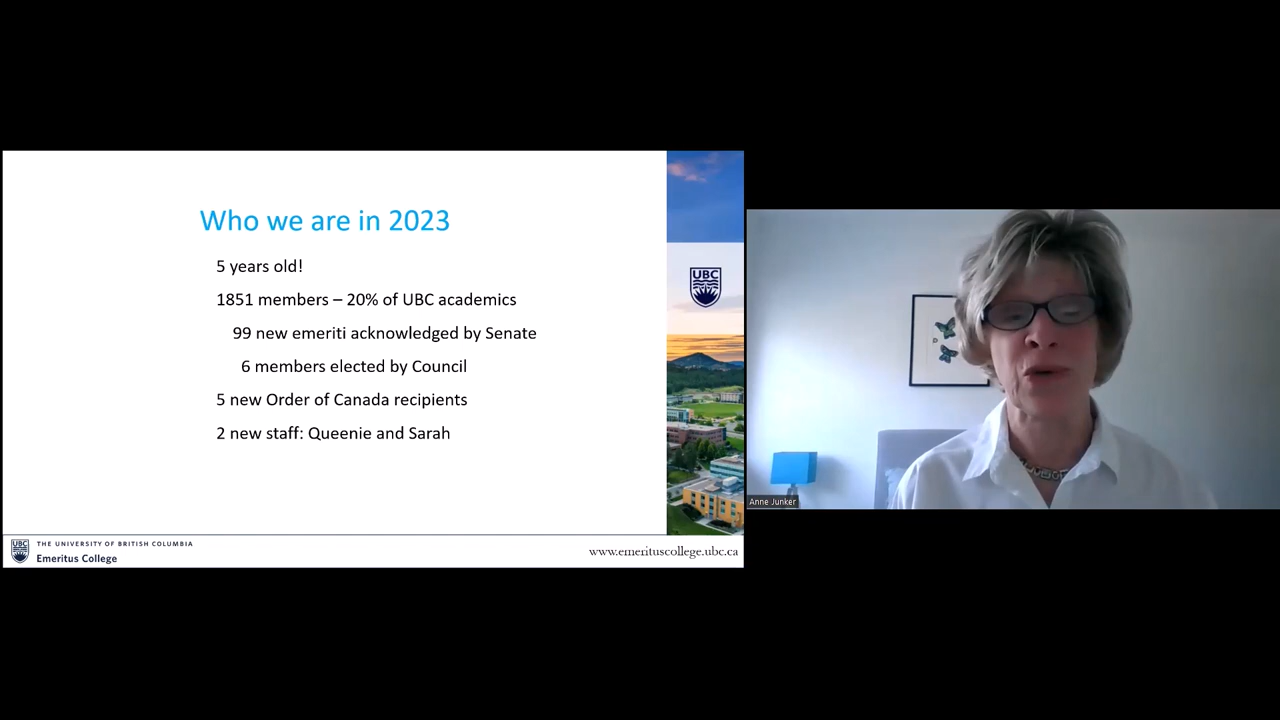 Who we are in 2023
5 years old!
1851 members – 20% of UBC academics
99 new emeriti acknowledged by Senate
6 members elected by Council
5 new Order of Canada recipients
2 new staff: Queenie and Sarah
UBC
THE UNIVERSITY OF BRITISH COLUMBIA
Emeritus College
www.emerituscollege.ubc.ca
Anne Junker